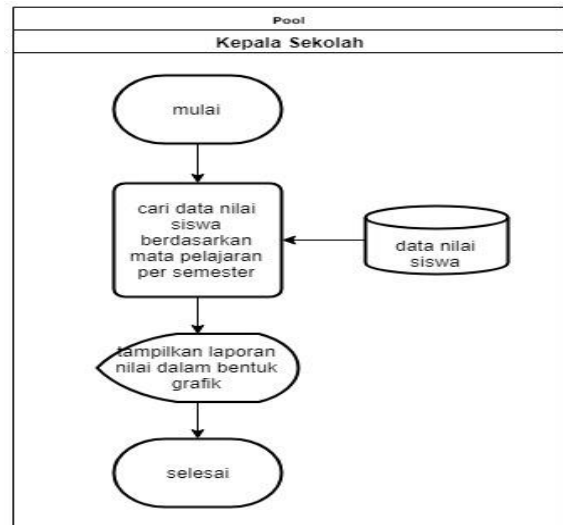 Pool
Kepala Sekolah
mulai
cari data nilai
siswa
berdasarkan
mata pelajaran
per semester
data nilai
siswa
tampilkan laporan
nilai dalam bentuk
grafik
selesai